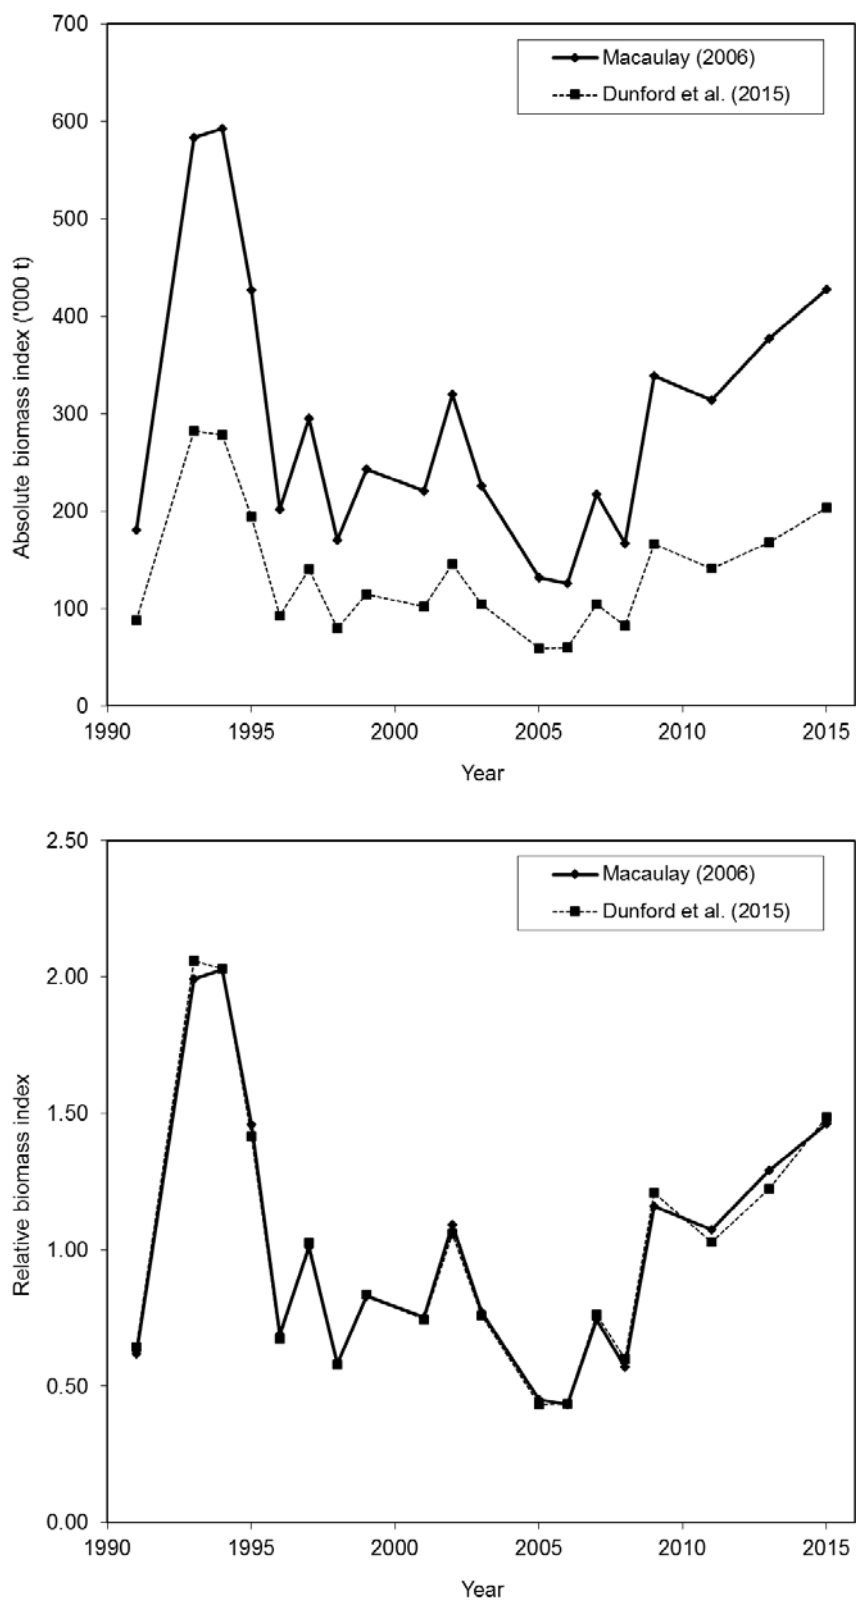 700
600
500
400
300
200
100
0
Absolute biomass index ('000 t)
Macaulay (2006)
Dunford et al. (2015)
1990 1995 2000 2005 2010 2015
Year
2.50
2.00
1.50
1.00
0.50
0.00
Relative biomass index
Macaulay (2006)
Dunford et al. (2015)
1990 1995 2000 2005 2010 2015
Year